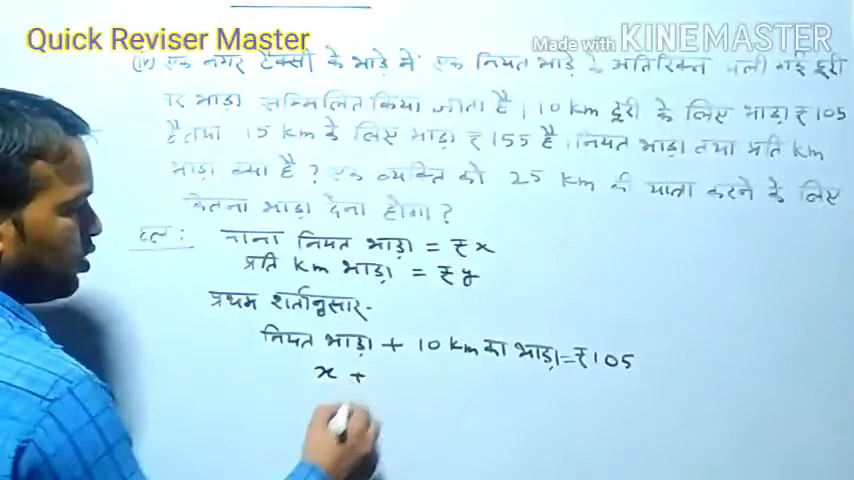 Quick Reviser Master
Made with KINEMASTER
(iv) एक नगर टैक्सी के भाड़े में एक नियत भाड़े के अतिरिक्त चली गई दूरी
पर भाड़ा सम्मिलित किया जाता है। 10 km दूरी के लिए भाड़ा ₹105
है तथा 15 km के लिए भाड़ा ₹155 है। नियत भाड़ा तथा प्रति km
भाड़ा क्या है? एक व्यक्ति को 25 km की यात्रा करने के लिए
कितना भाड़ा देना होगा?
हल: माना नियत भाड़ा = ₹x
प्रति km भाड़ा = ₹y
प्रथम शर्तानुसार-
नियत भाड़ा + 10 km का भाड़ा = ₹105
x +